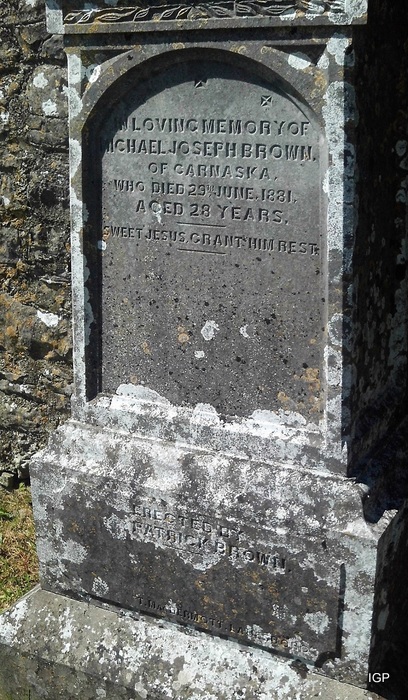 IN LOVING MEMORY OF
MICHAEL JOSEPH BROWN.
OF CARNASKA.
WHO DIED 29TH JUNE, 1881.
AGED 28 YEARS.
SWEET JESUS, GRANT HIM REST.
ERECTED BY
PATRICK BROWN.
IGP